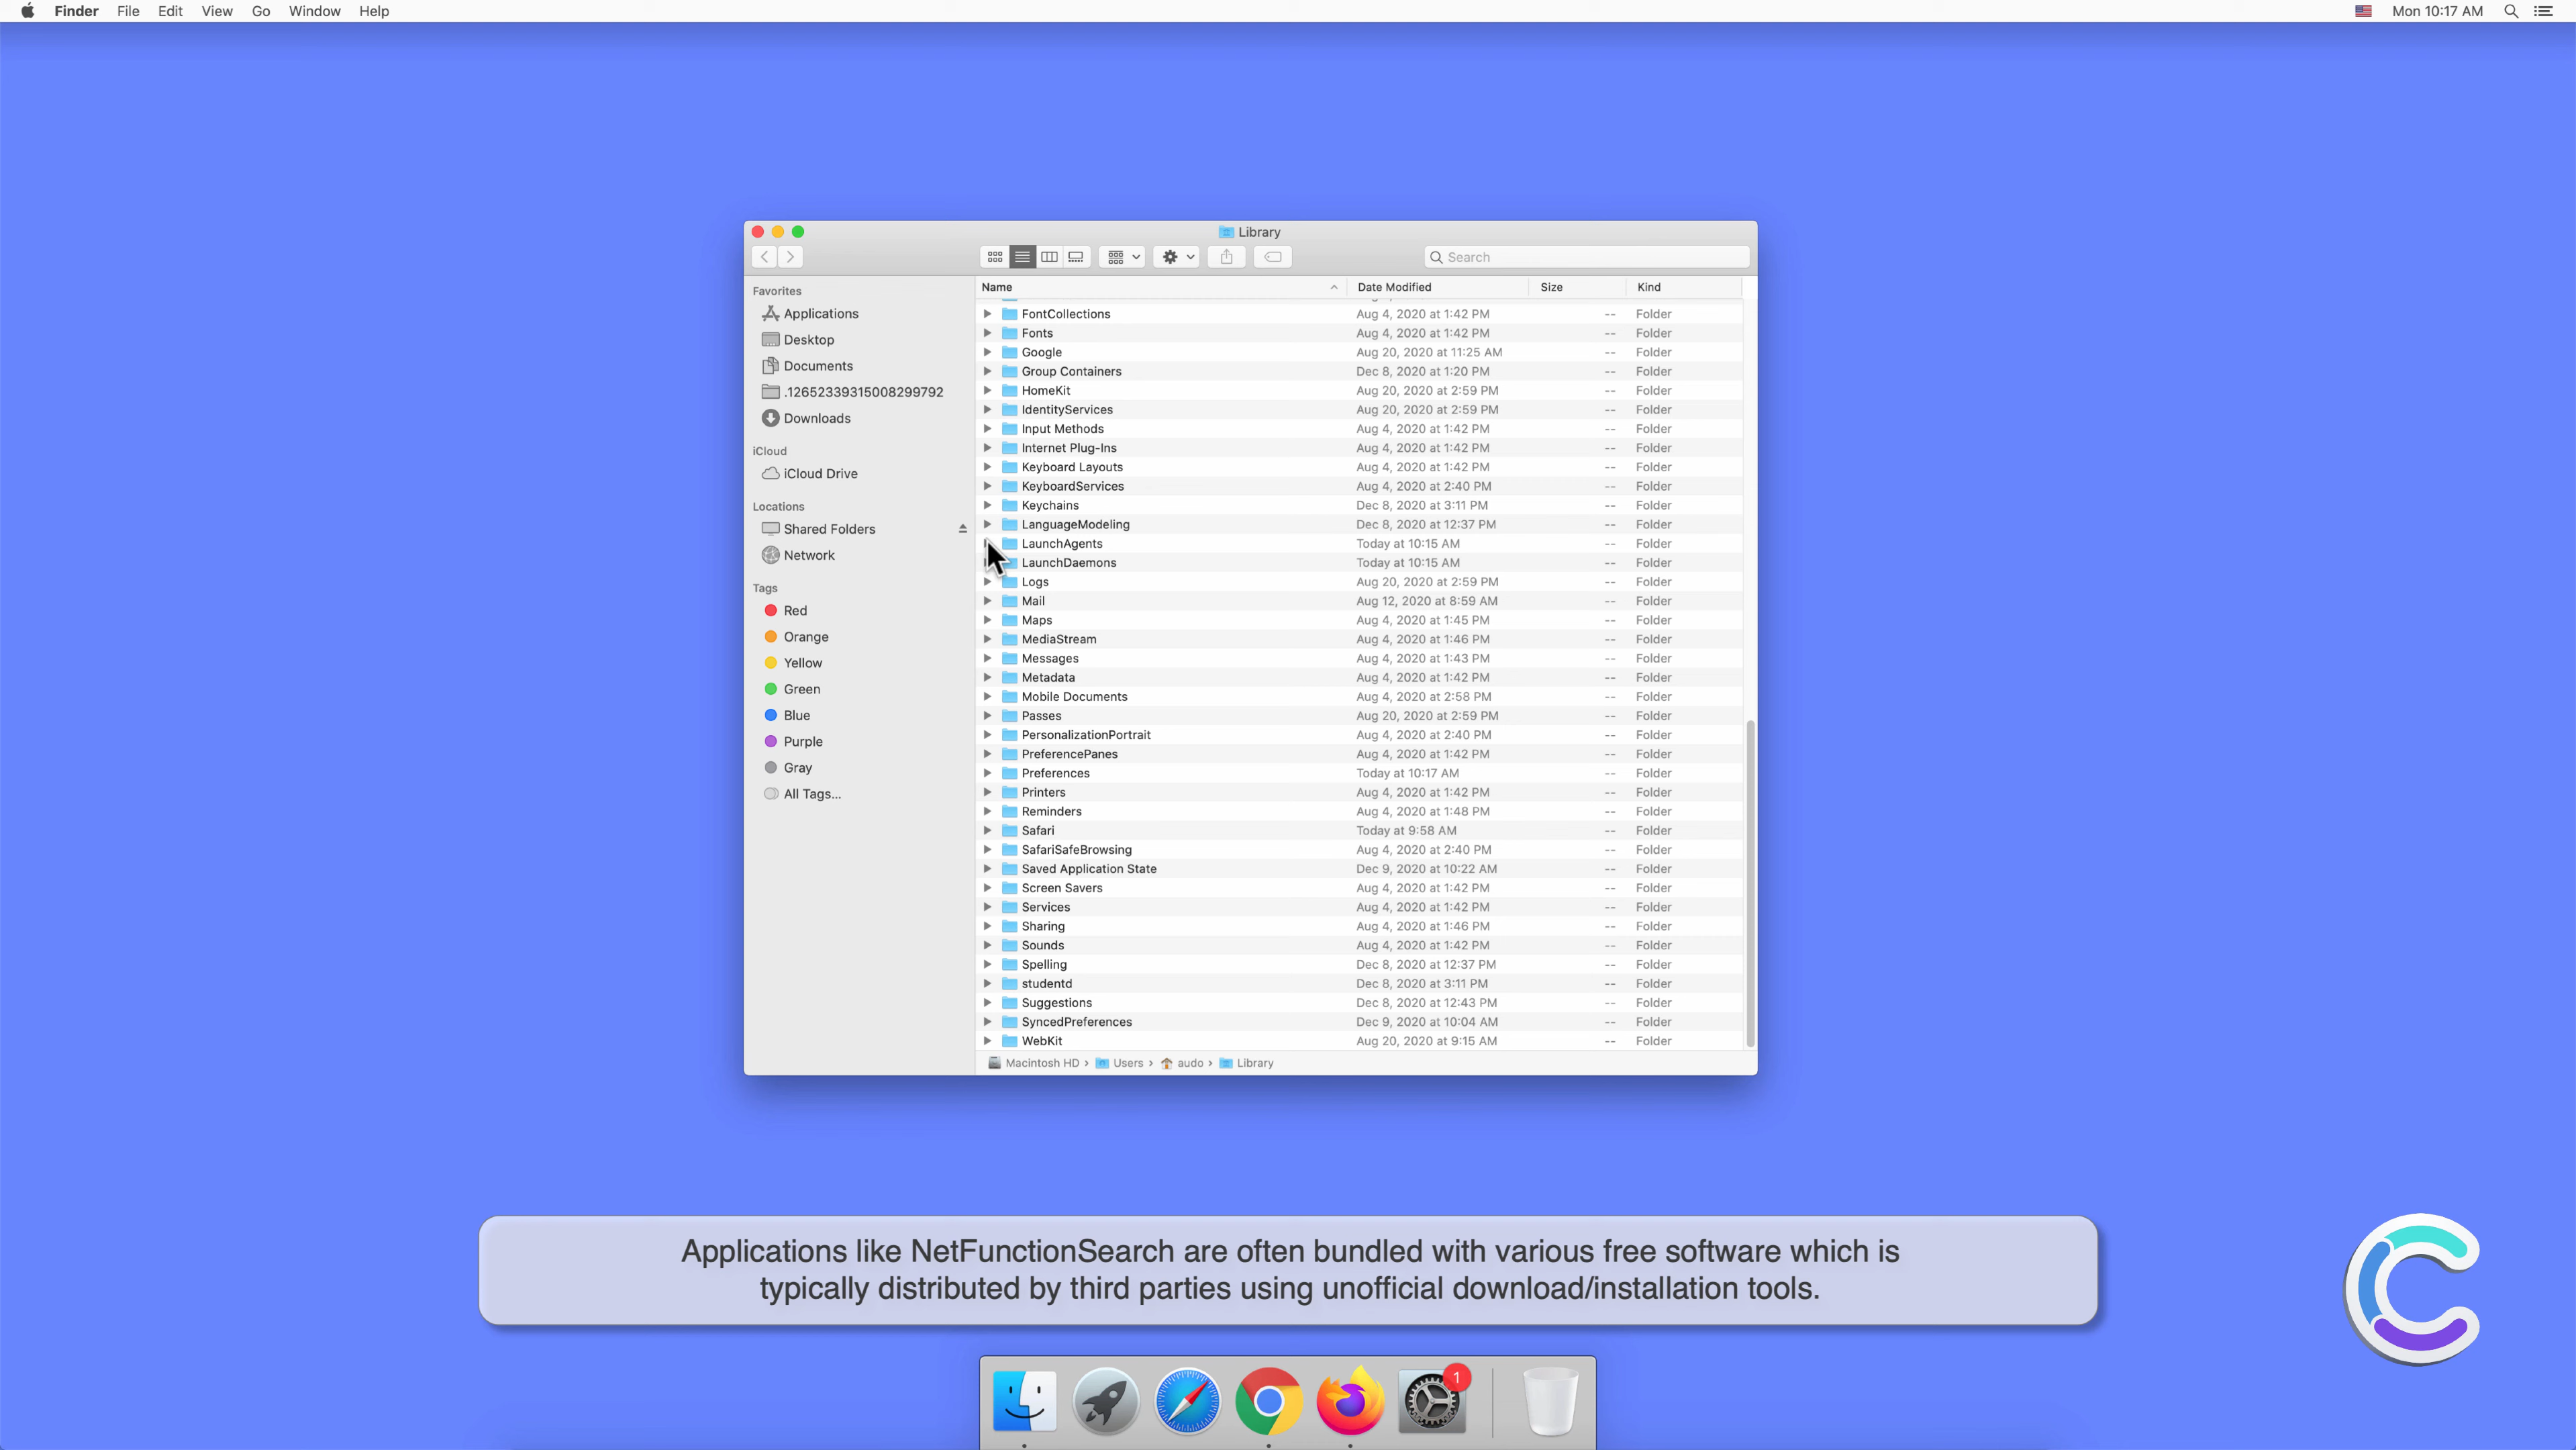 Finder File Edit View Go Window Help Mon 10:17 AM
Library
Search
Favorites
Applications
Desktop
Documents
.12652339315008299792
Downloads
iCloud
iCloud Drive
Locations
Shared Folders
Network
Tags
Red
Orange
Yellow
Green
Blue
Purple
Gray
All Tags...
Name Date Modified Size Kind
FontCollections Aug 4, 2020 at 1:42 PM -- Folder
Fonts Aug 4, 2020 at 1:42 PM -- Folder
Google Aug 20, 2020 at 11:25 AM -- Folder
Group Containers Dec 8, 2020 at 1:20 PM -- Folder
HomeKit Aug 20, 2020 at 2:59 PM -- Folder
IdentityServices Aug 20, 2020 at 2:59 PM -- Folder
Input Methods Aug 4, 2020 at 1:42 PM -- Folder
Internet Plug-Ins Aug 4, 2020 at 1:42 PM -- Folder
Keyboard Layouts Aug 4, 2020 at 1:42 PM -- Folder
KeyboardServices Aug 4, 2020 at 2:40 PM -- Folder
Keychains Dec 8, 2020 at 3:11 PM -- Folder
LanguageModeling Dec 8, 2020 at 12:37 PM -- Folder
LaunchAgents Today at 10:15 AM -- Folder
LaunchDaemons Today at 10:15 AM -- Folder
Logs Aug 20, 2020 at 2:59 PM -- Folder
Mail Aug 12, 2020 at 8:59 AM -- Folder
Maps Aug 4, 2020 at 1:45 PM -- Folder
MediaStream Aug 4, 2020 at 1:46 PM -- Folder
Messages Aug 4, 2020 at 1:43 PM -- Folder
Metadata Aug 4, 2020 at 1:42 PM -- Folder
Mobile Documents Aug 4, 2020 at 2:58 PM -- Folder
Passes Aug 20, 2020 at 2:59 PM -- Folder
PersonalizationPortrait Aug 4, 2020 at 2:40 PM -- Folder
PreferencePanes Aug 4, 2020 at 1:42 PM -- Folder
Preferences Today at 10:17 AM -- Folder
Printers Aug 4, 2020 at 1:42 PM -- Folder
Reminders Aug 4, 2020 at 1:48 PM -- Folder
Safari Today at 9:58 AM -- Folder
SafariSafeBrowsing Aug 4, 2020 at 2:40 PM -- Folder
Saved Application State Dec 9, 2020 at 10:22 AM -- Folder
Screen Savers Aug 4, 2020 at 1:42 PM -- Folder
Services Aug 4, 2020 at 1:42 PM -- Folder
Sharing Aug 4, 2020 at 1:46 PM -- Folder
Sounds Aug 4, 2020 at 1:42 PM -- Folder
Spelling Dec 8, 2020 at 12:37 PM -- Folder
studentd Dec 8, 2020 at 3:11 PM -- Folder
Suggestions Dec 8, 2020 at 12:43 PM -- Folder
SyncedPreferences Dec 9, 2020 at 10:04 AM -- Folder
WebKit Aug 20, 2020 at 9:15 AM -- Folder
Macintosh HD › Users › audo › Library
Applications like NetFunctionSearch are often bundled with various free software which is
typically distributed by third parties using unofficial download/installation tools.
1